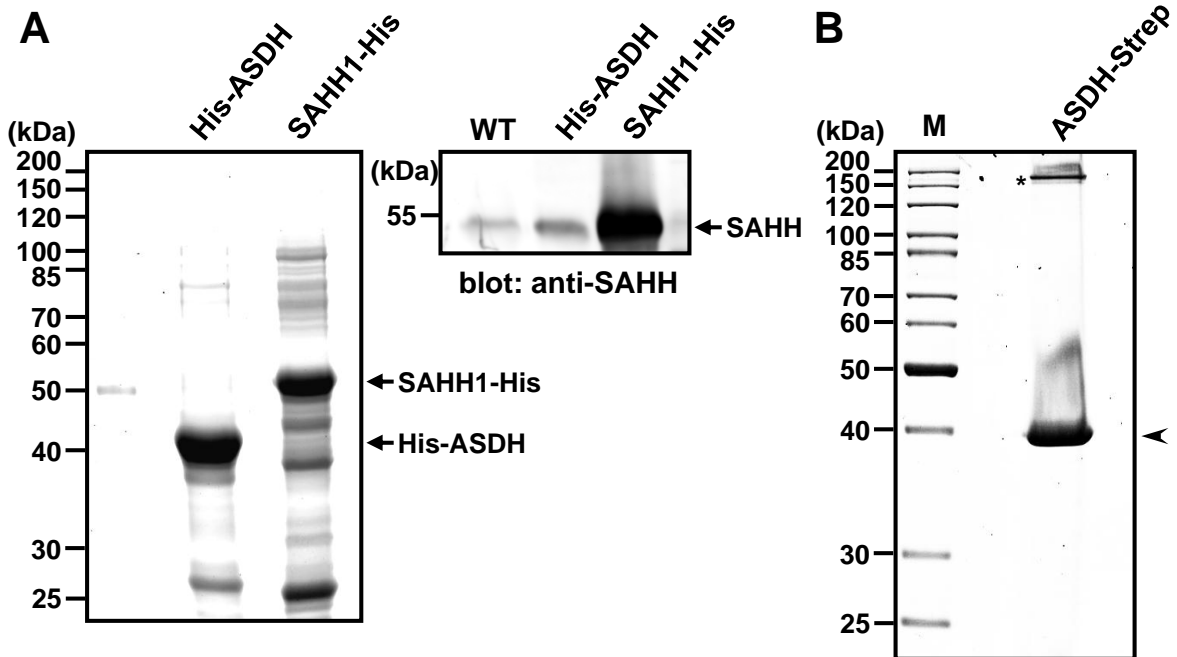 A
His-ASDH
SAHH1-His
(kDa)
200
150
120
100
85
70
60
50
40
30
25
SAHH1-His
His-ASDH
WT
His-ASDH
SAHH1-His
(kDa)
55
SAHH
blot: anti-SAHH
B
(kDa)
M
ASDH-Strep
200
150
120
100
85
70
60
50
40
30
25
*